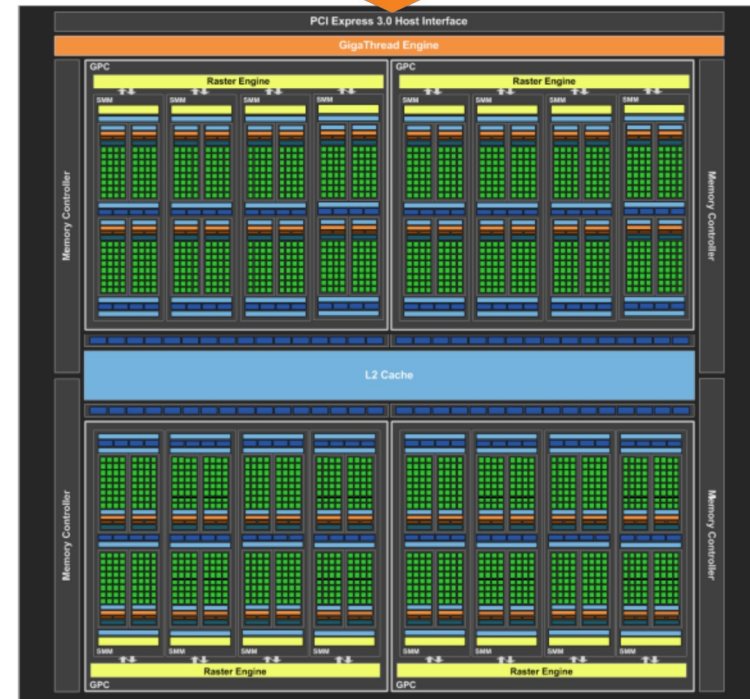 PCI Express 3.0 Host Interface
GigaThread Engine
GPC
GPC
Raster Engine
Raster Engine
SMM
SMM
SMM
SMM
SMM
SMM
SMM
SMM
Memory Controller
Memory Controller
L2 Cache
Memory Controller
Memory Controller
SMM
SMM
SMM
SMM
SMM
SMM
SMM
SMM
Raster Engine
Raster Engine
GPC
GPC